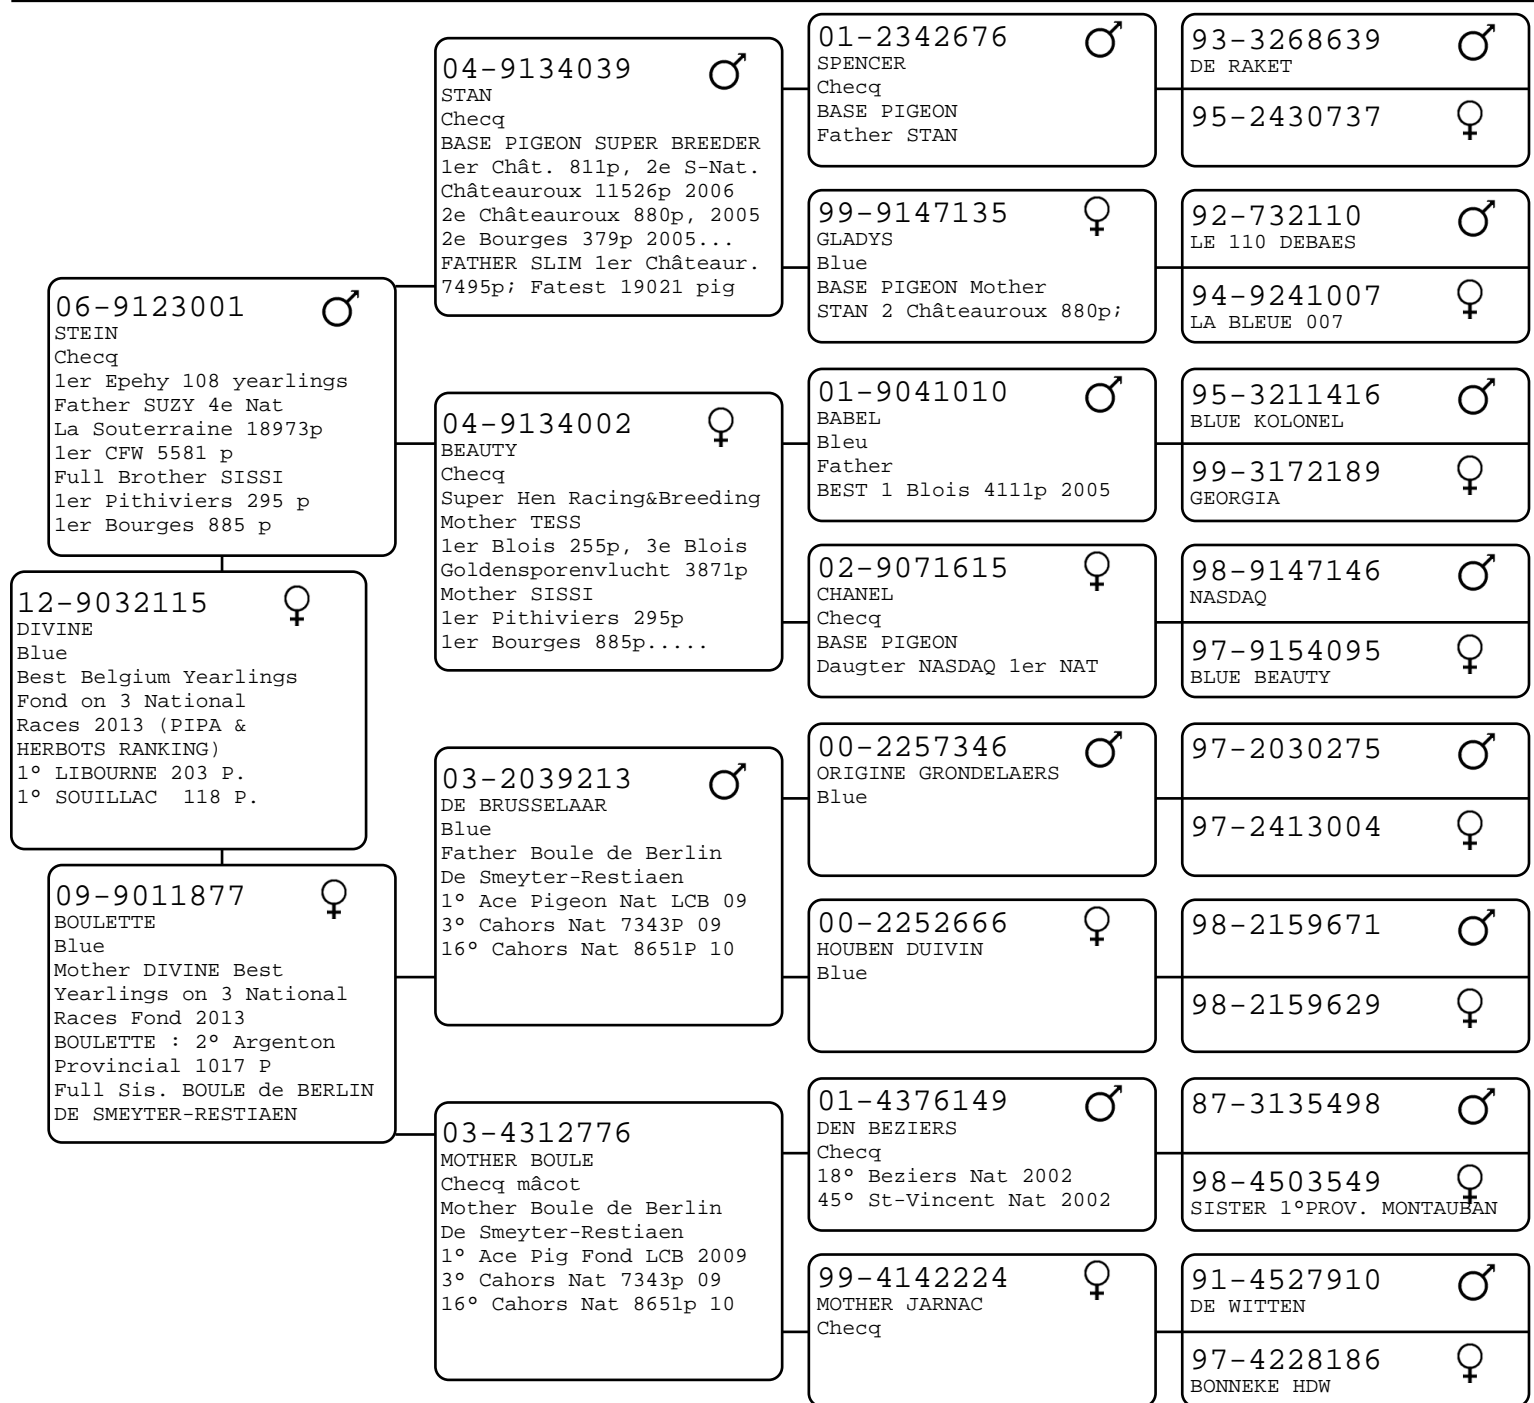 12-9032115
DIVINE
Blue
Best Belgium Yearlings
Fond on 3 National
Races 2013 (PIPA &
HERBOTS RANKING)
1° LIBOURNE 203 P.
1° SOUILLAC  118 P.
06-9123001
STEIN
Checq
1er Epehy 108 yearlings
Father SUZY 4e Nat
La Souterraine 18973p
1er CFW 5581 p
Full Brother SISSI
1er Pithiviers 295 p
1er Bourges 885 p
09-9011877
BOULETTE
Blue
Mother DIVINE Best
Yearlings on 3 National
Races Fond 2013
BOULETTE : 2° Argenton
Provincial 1017 P
Full Sis. BOULE de BERLIN
DE SMEYTER-RESTIAEN
04-9134039
STAN
Checq
BASE PIGEON SUPER BREEDER
1er Chât. 811p, 2e S-Nat.
Châteauroux 11526p 2006
2e Châteauroux 880p, 2005
2e Bourges 379p 2005...
FATHER SLIM 1er Châteaur.
7495p; Fatest 19021 pig
04-9134002
BEAUTY
Checq
Super Hen Racing&Breeding
Mother TESS
1er Blois 255p, 3e Blois
Goldensporenvlucht 3871p
Mother SISSI
1er Pithiviers 295p
1er Bourges 885p.....
03-2039213
DE BRUSSELAAR
Blue
Father Boule de Berlin
De Smeyter-Restiaen
1° Ace Pigeon Nat LCB 09
3° Cahors Nat 7343P 09
16° Cahors Nat 8651P 10
03-4312776
MOTHER BOULE
Checq mâcot
Mother Boule de Berlin
De Smeyter-Restiaen
1° Ace Pig Fond LCB 2009
3° Cahors Nat 7343p 09
16° Cahors Nat 8651p 10
01-2342676
SPENCER
Checq
BASE PIGEON
Father STAN
99-9147135
GLADYS
Blue
BASE PIGEON Mother
STAN 2 Châteauroux 880p;
01-9041010
BABEL
Bleu
Father
BEST 1 Blois 4111p 2005
02-9071615
CHANEL
Checq
BASE PIGEON
Daugter NASDAQ 1er NAT
00-2257346
ORIGINE GRONDELAERS
Blue
00-2252666
HOUBEN DUIVIN
Blue
01-4376149
DEN BEZIERS
Checq
18° Beziers Nat 2002
45° St-Vincent Nat 2002
99-4142224
MOTHER JARNAC
Checq
93-3268639
DE RAKET
95-2430737
92-732110
LE 110 DEBAES
94-9241007
LA BLEUE 007
95-3211416
BLUE KOLONEL
99-3172189
GEORGIA
98-9147146
NASDAQ
97-9154095
BLUE BEAUTY
97-2030275
97-2413004
98-2159671
98-2159629
87-3135498
98-4503549
SISTER 1°PROV. MONTAUBAN
91-4527910
DE WITTEN
97-4228186
BONNEKE HDW